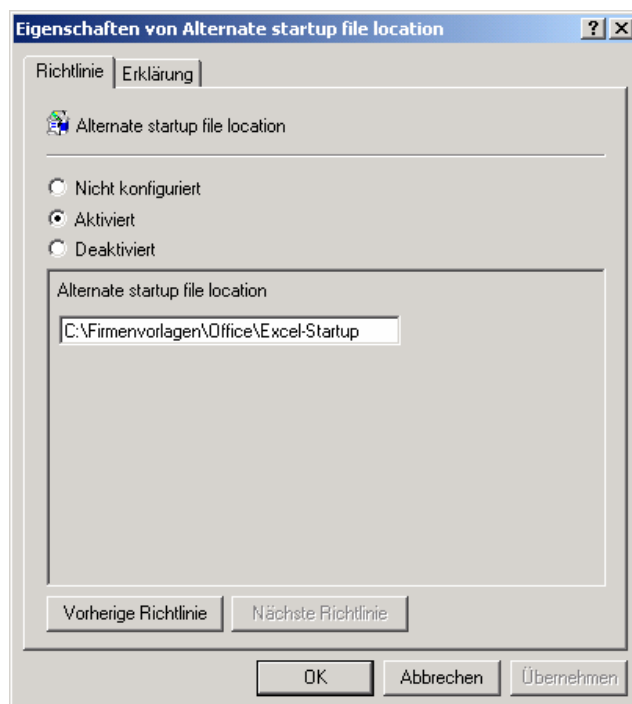 Eigenschaften von Alternate startup file location
Richtlinie Erklärung
Alternate startup file location
Nicht konfiguriert
Aktiviert
Deaktiviert
Alternate startup file location
C:\Firmenvorlagen\Office\Excel-Startup
Vorherige Richtlinie Nächste Richtlinie
OK Abbrechen Übernehmen